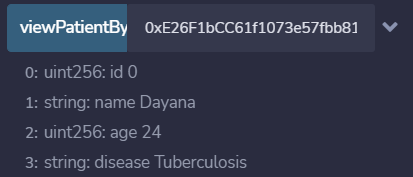 viewPatientBy 0xE26F1bCC61f1073e57fbb81
0: uint256: id 0
1: string: name Dayana
2: uint256: age 24
3: string: disease Tuberculosis